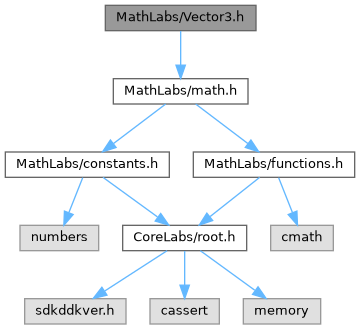 MathLabs/Vector3.h
MathLabs/math.h
MathLabs/constants.h
MathLabs/functions.h
numbers
CoreLabs/root.h
cmath
sdkddkver.h
cassert
memory